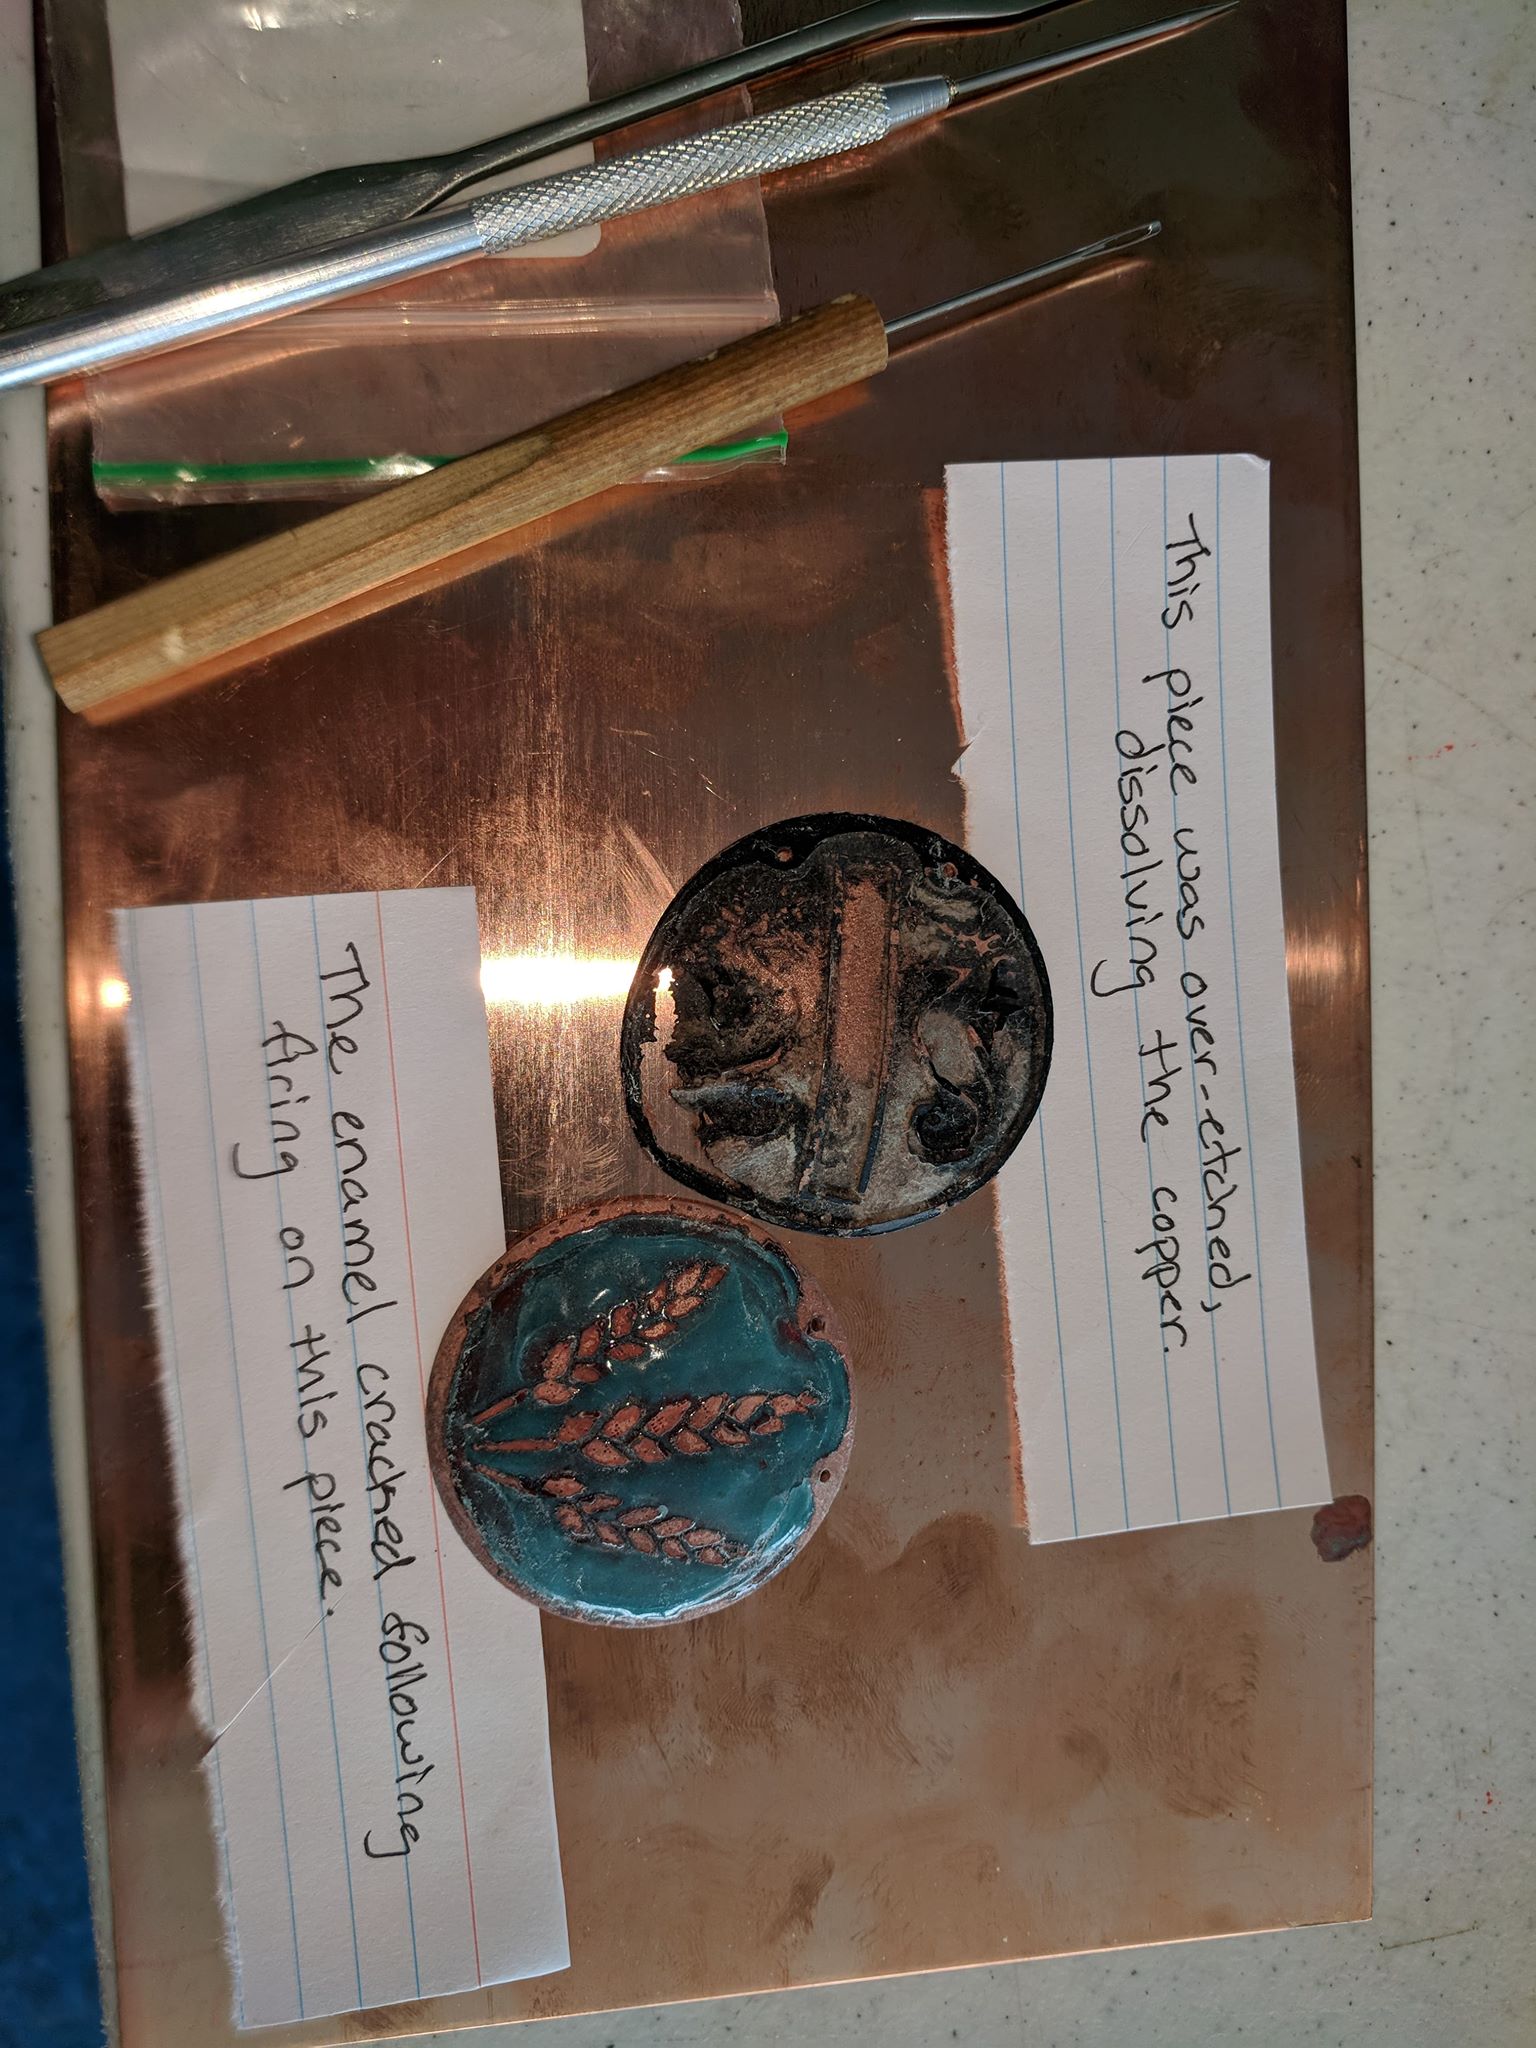 This piece was over-etched,
dissolving the copper.
The enamel cracked following
firing on this piece.